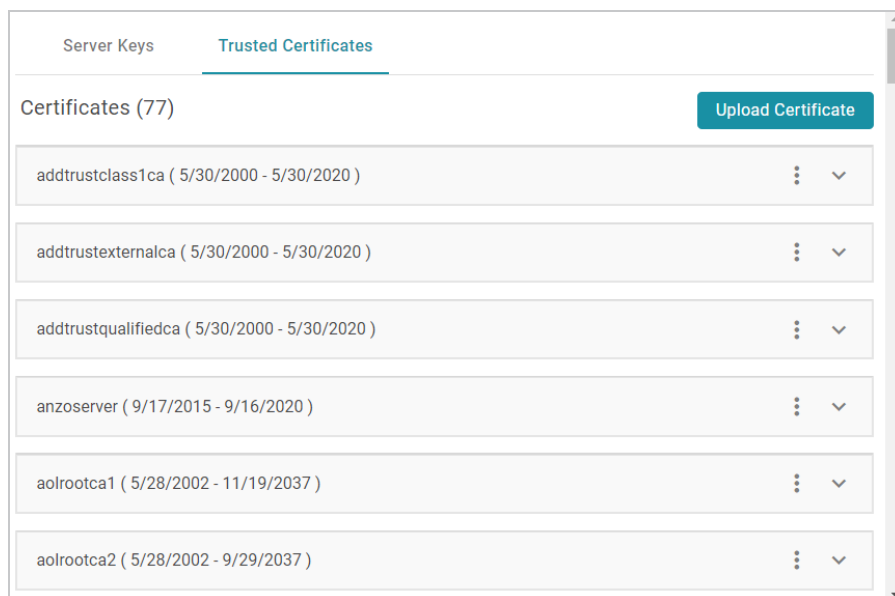 Server Keys Trusted Certificates
Certificates (77) Upload Certificate
addtrustclass1ca ( 5/30/2000 - 5/30/2020 )
addtrustexternalca ( 5/30/2000 - 5/30/2020 )
addtrustqualifiedca ( 5/30/2000 - 5/30/2020 )
anzoserver ( 9/17/2015 - 9/16/2020 )
aolrootca1 ( 5/28/2002 - 11/19/2037 )
aolrootca2 ( 5/28/2002 - 9/29/2037 )